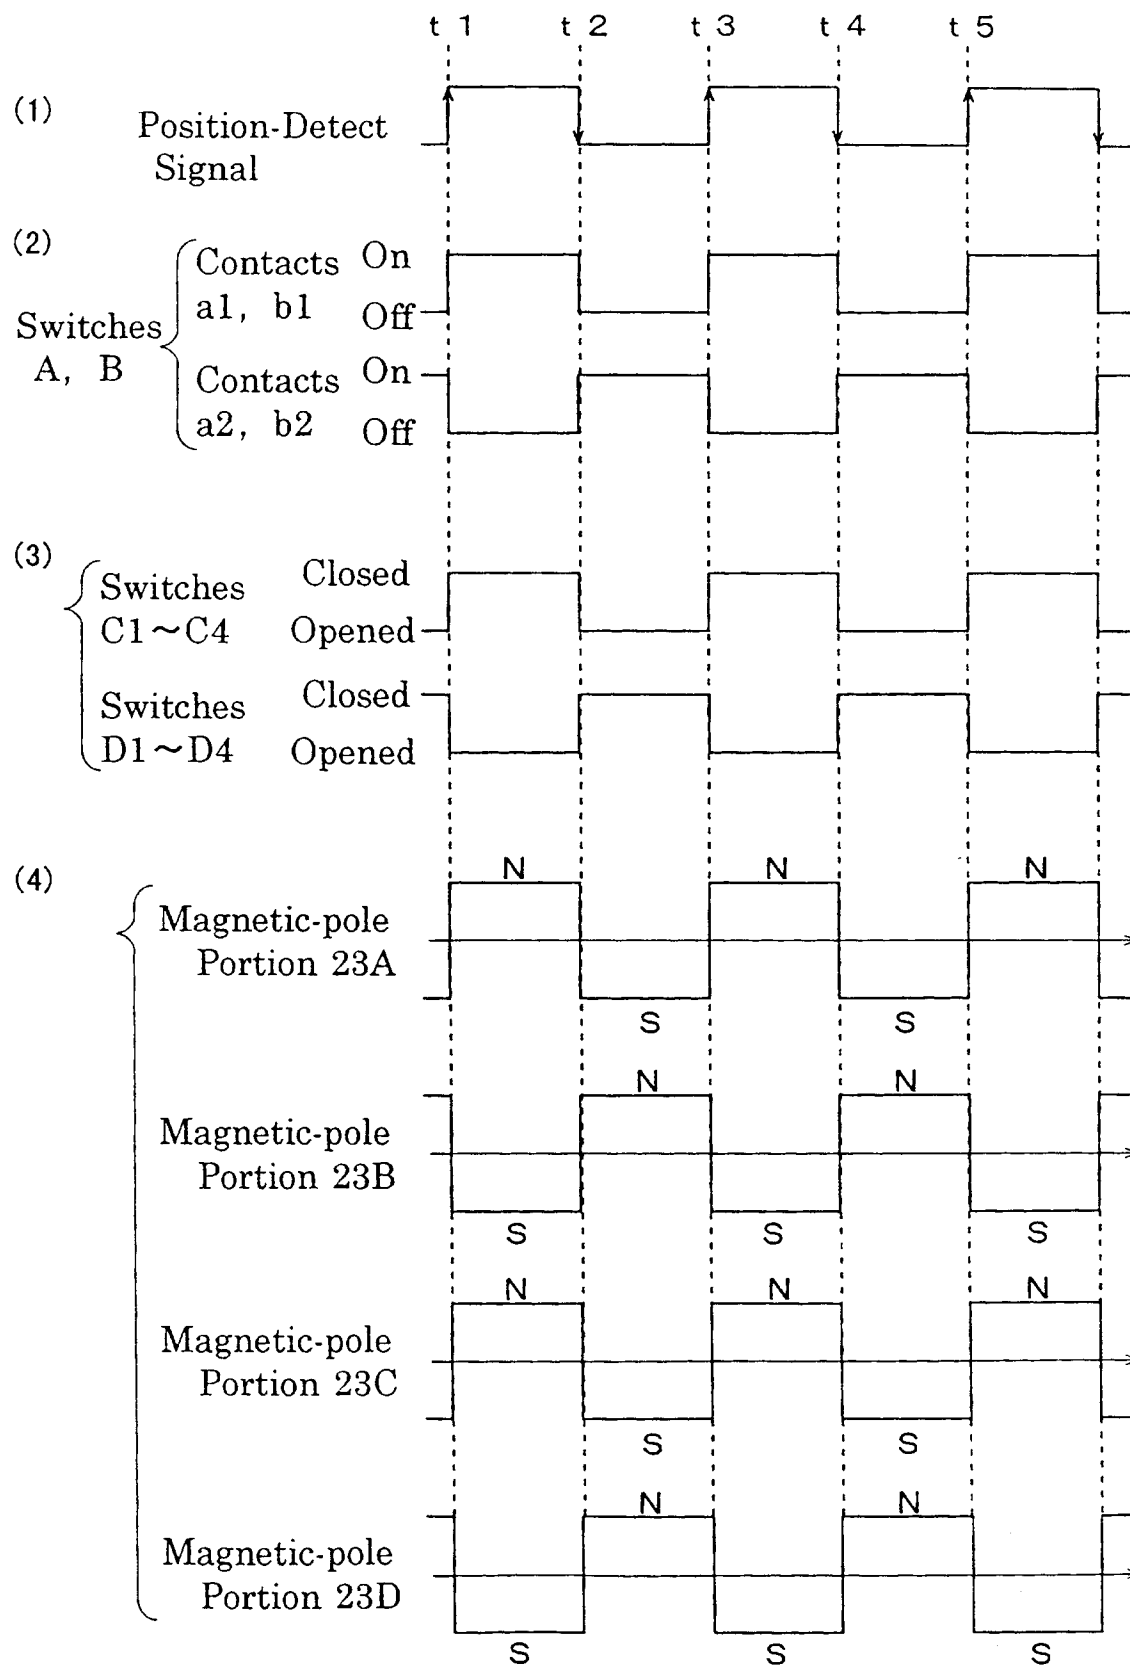 t 1 t 2 t 3 t 4 t 5
(1)
Position-Detect
Signal
(2)
Switches
A, B
Contacts
a1, b1
On
Off
Contacts
a2, b2
On
Off
(3)
Switches
C1~C4
Closed
Opened
Switches
D1~D4
Closed
Opened
(4)
N N N
Magnetic-pole
Portion 23A
S S
N N
Magnetic-pole
Portion 23B
S S S
N N N
Magnetic-pole
Portion 23C
S S
N N
Magnetic-pole
Portion 23D
S S S